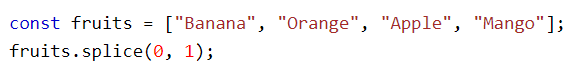 const fruits = ["Banana", "Orange", "Apple", "Mango"];
fruits.splice(0, 1);